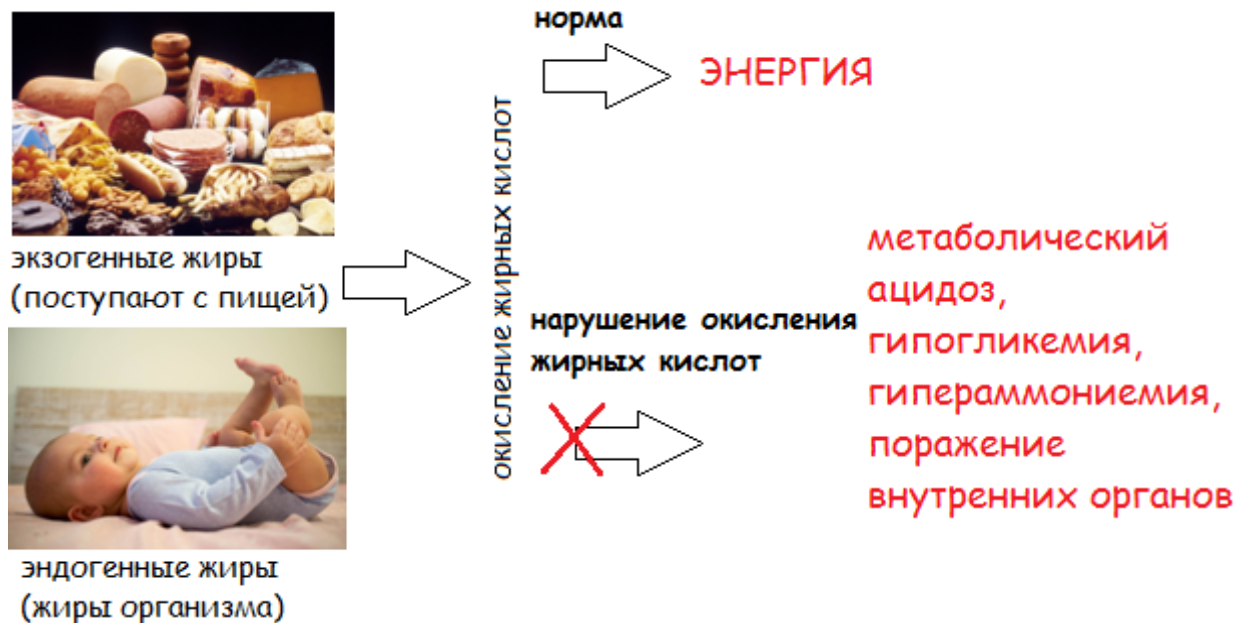 экзогенные жиры
(поступают с пищей)
эндогенные жиры
(жиры организма)
окисление жирных кислот
норма
ЭНЕРГИЯ
нарушение окисления
жирных кислот
метаболический
ацидоз,
гипогликемия,
гипераммониемия,
поражение
внутренних органов